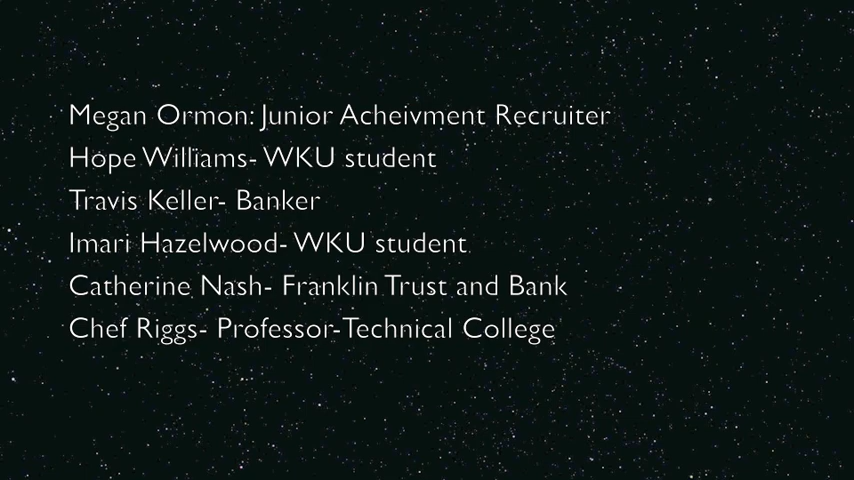 Megan Ormon: Junior Acheivment Recruiter
Hope Williams- WKU student
Travis Keller- Banker
Imari Hazelwood- WKU student
Catherine Nash- Franklin Trust and Bank
Chef Riggs- Professor-Technical College